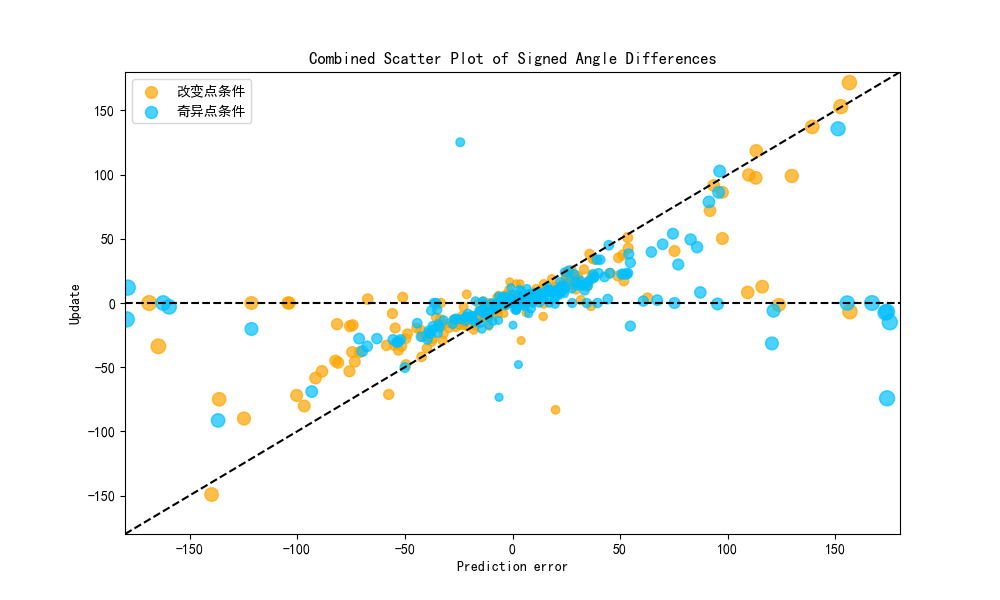 Combined Scatter Plot of Signed Angle Differences
改变点条件
奇异点条件
150
100
50
0
−50
−100
−150
Update
−150
−100
−50
0
50
100
150
Prediction error